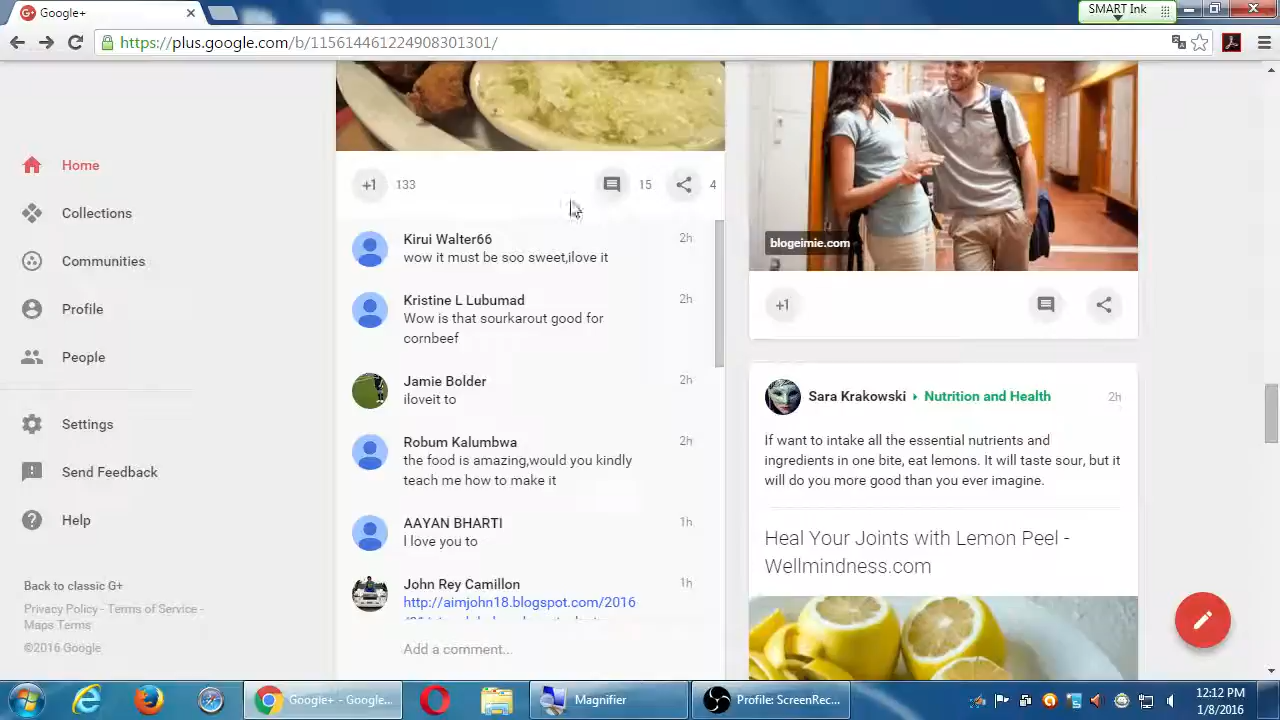 Google+
SMART Ink
https://plus.google.com/b/115614461224908301301/
Home
Collections
Communities
Profile
People
Settings
Send Feedback
Help
Back to classic G+
Privacy Policy - Terms of Service -
Maps Terms
©2016 Google
+1 133 15 4
Kirui Walter66 2h
wow it must be soo sweet,ilove it
Kristine L Lubumad 2h
Wow is that sourkarout good for
cornbeef
Jamie Bolder 2h
iloveit to
Robum Kalumbwa 2h
the food is amazing,would you kindly
teach me how to make it
AAYAN BHARTI 1h
I love you to
John Rey Camillon 1h
http://aimjohn18.blogspot.com/2016
Add a comment...
blogeimie.com
+1
Sara Krakowski Nutrition and Health 2h
If want to intake all the essential nutrients and
ingredients in one bite, eat lemons. It will taste sour, but it
will do you more good than you ever imagine.
Heal Your Joints with Lemon Peel -
Wellmindness.com
Google+ - Google...
Magnifier
Profile: ScreenRec...
12:12 PM
1/8/2016